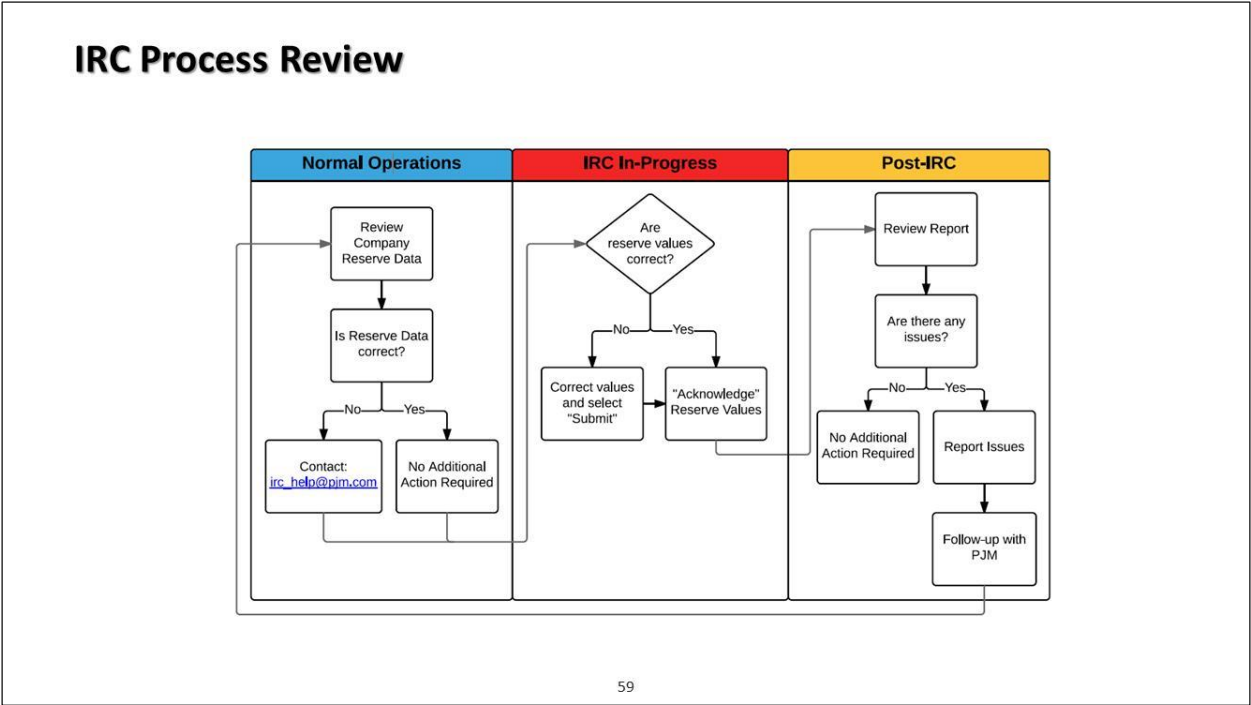 IRC Process Review
Normal Operations
IRC In-Progress
Post-IRC
Review
Company
Reserve Data
Is Reserve Data
correct?
No
Yes
Contact:
irc_help@pjm.com
No Additional
Action Required
Are
reserve values
correct?
No
Yes
Correct values
and select
"Submit"
"Acknowledge"
Reserve Values
Review Report
Are there any
issues?
No
Yes
No Additional
Action Required
Report Issues
Follow-up with
PJM
59